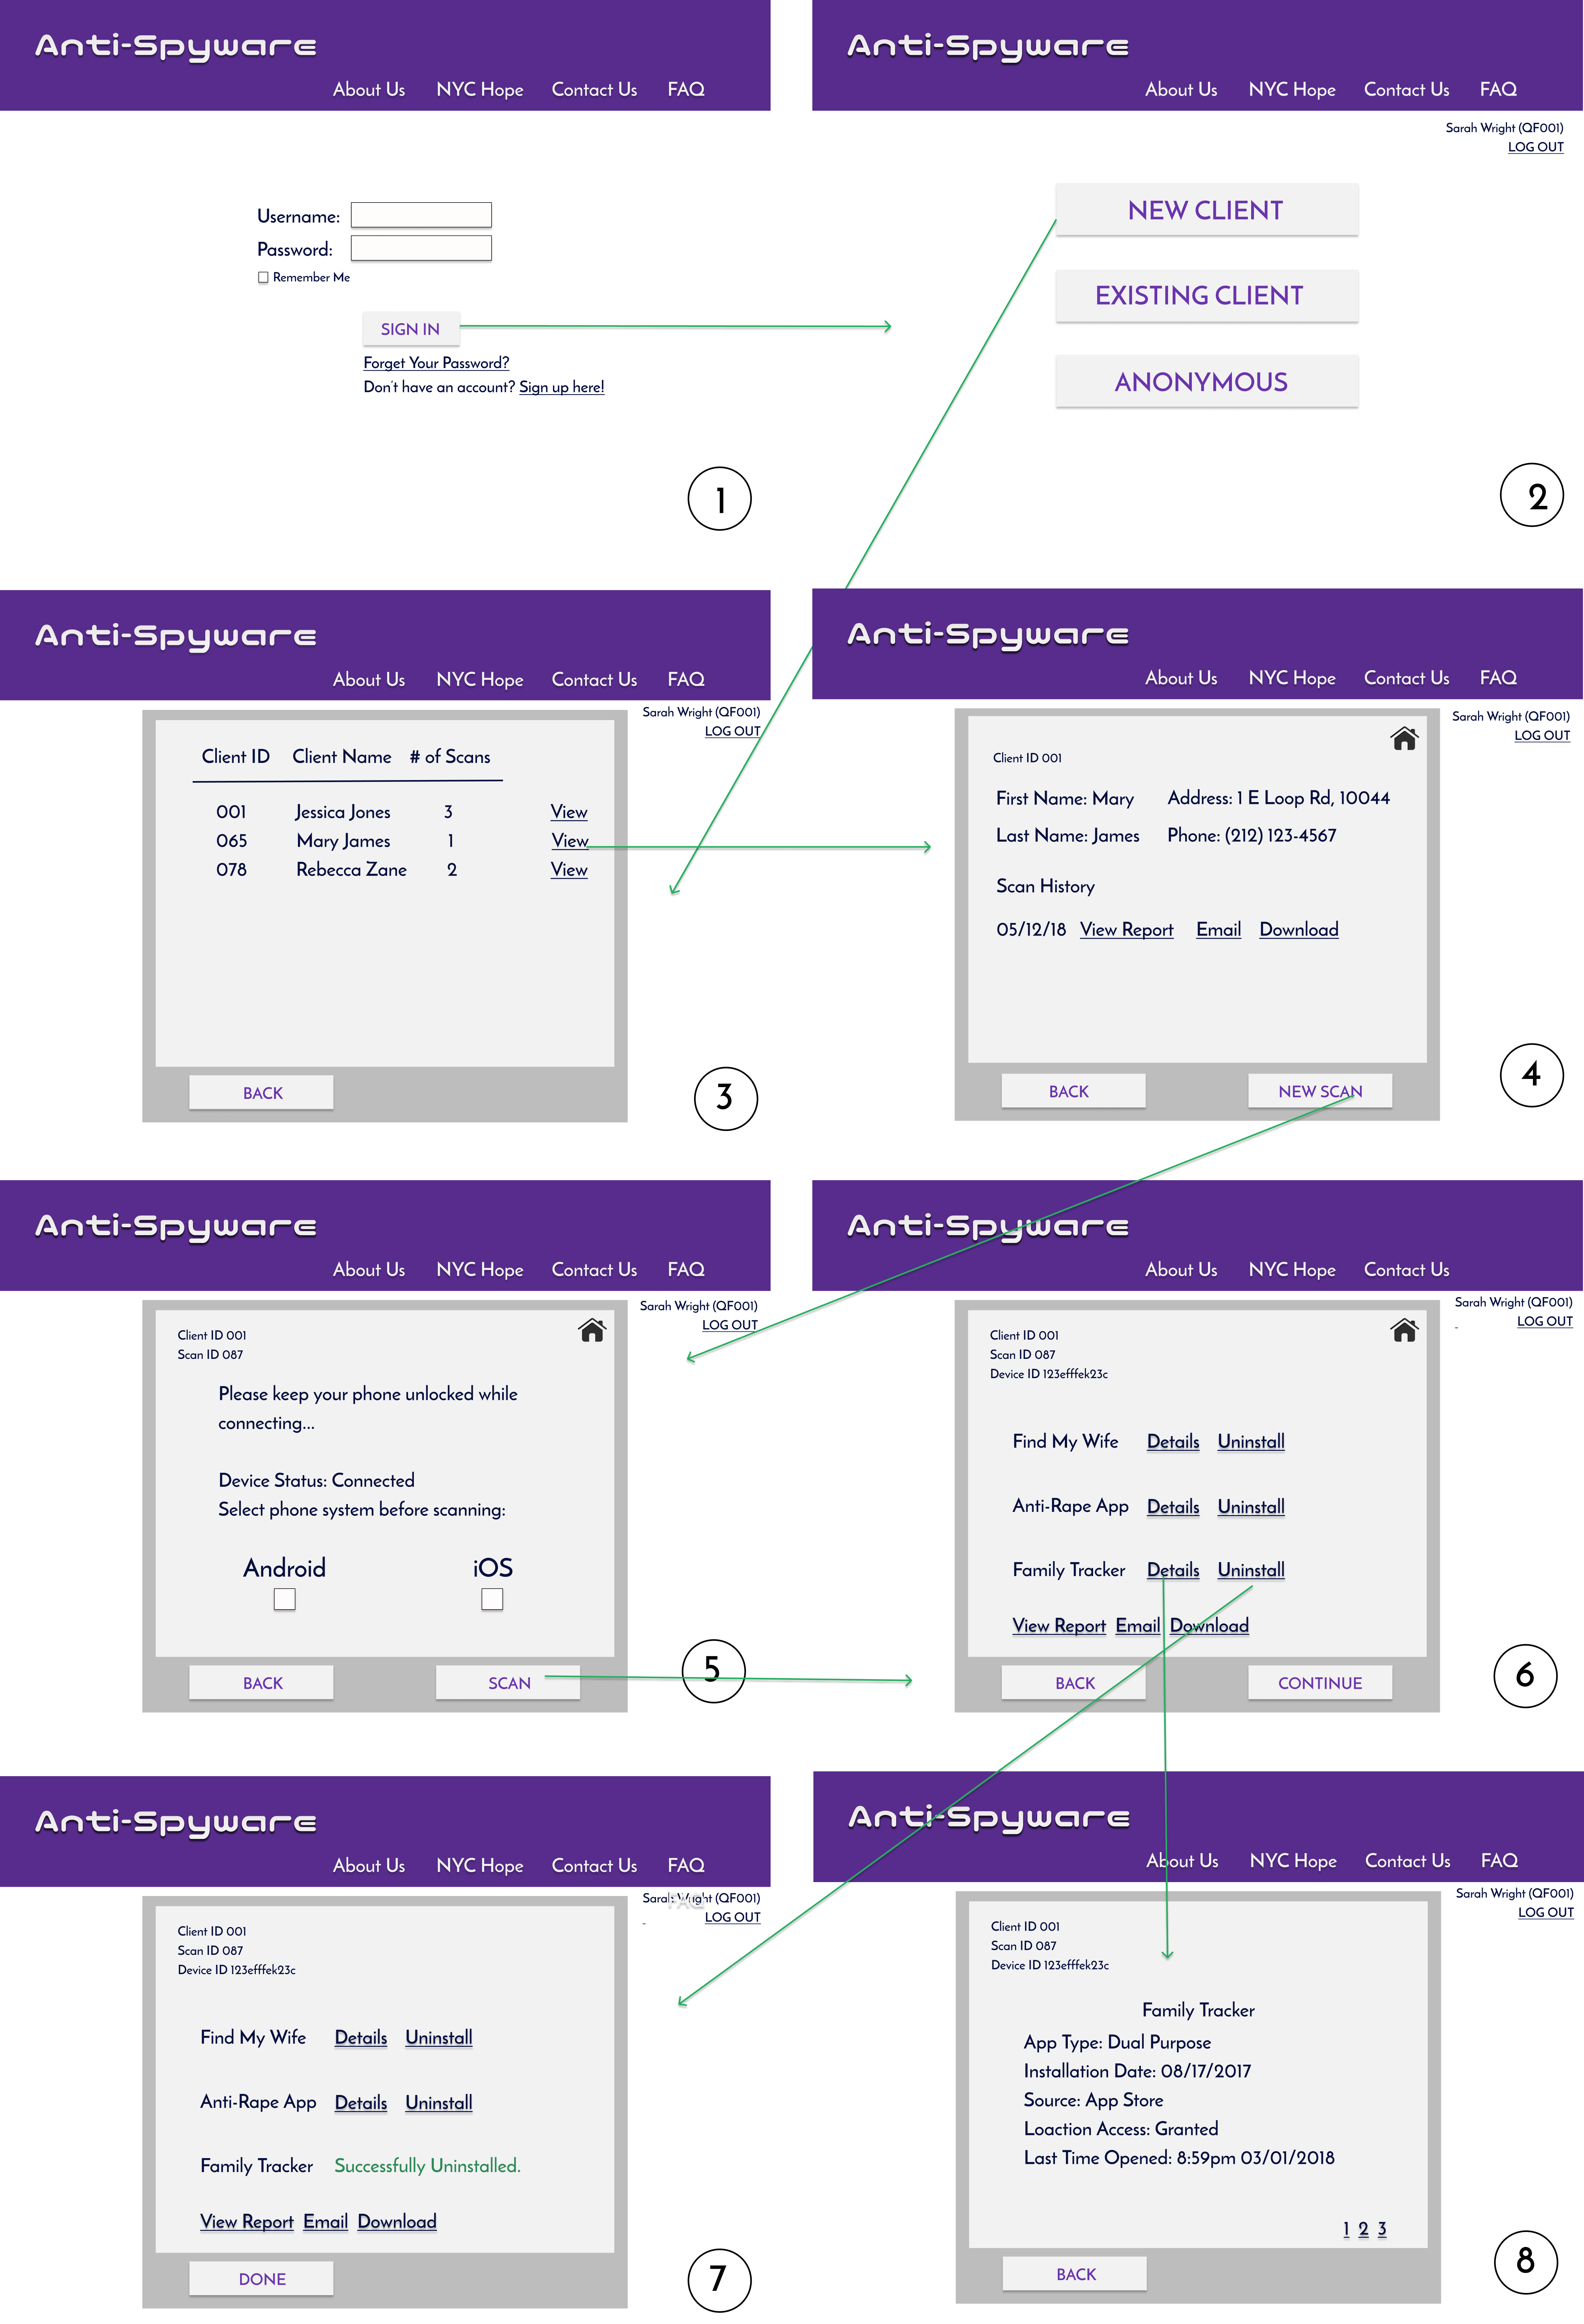 Anti-Spyware
About Us NYC Hope Contact Us FAQ
Username:
Password:
Remember Me
SIGN IN
Forget Your Password?
Don't have an account? Sign up here!
1
Anti-Spyware
About Us NYC Hope Contact Us FAQ
Sarah Wright (QF001)
LOG OUT
NEW CLIENT
EXISTING CLIENT
ANONYMOUS
2
Anti-Spyware
About Us NYC Hope Contact Us FAQ
Sarah Wright (QF001)
LOG OUT
Client ID Client Name # of Scans
001 Jessica Jones 3 View
065 Mary James 1 View
078 Rebecca Zane 2 View
BACK
3
Anti-Spyware
About Us NYC Hope Contact Us FAQ
Sarah Wright (QF001)
LOG OUT
Client ID 001
First Name: Mary Address: 1 E Loop Rd, 10044
Last Name: James Phone: (212) 123-4567
Scan History
05/12/18 View Report Email Download
BACK NEW SCAN
4
Anti-Spyware
About Us NYC Hope Contact Us FAQ
Sarah Wright (QF001)
LOG OUT
Client ID 001
Scan ID 087
Please keep your phone unlocked while
connecting...
Device Status: Connected
Select phone system before scanning:
Android iOS
BACK SCAN
5
Anti-Spyware
About Us NYC Hope Contact Us
Sarah Wright (QF001)
LOG OUT
Client ID 001
Scan ID 087
Device ID 123efffek23c
Find My Wife Details Uninstall
Anti-Rape App Details Uninstall
Family Tracker Details Uninstall
View Report Email Download
BACK CONTINUE
6
Anti-Spyware
About Us NYC Hope Contact Us FAQ
Sarah Wright (QF001)
FAQ
LOG OUT
Client ID 001
Scan ID 087
Device ID 123efffek23c
Find My Wife Details Uninstall
Anti-Rape App Details Uninstall
Family Tracker Successfully Uninstalled.
View Report Email Download
DONE
7
Anti-Spyware
About Us NYC Hope Contact Us FAQ
Sarah Wright (QF001)
LOG OUT
Client ID 001
Scan ID 087
Device ID 123efffek23c
Family Tracker
App Type: Dual Purpose
Installation Date: 08/17/2017
Source: App Store
Loaction Access: Granted
Last Time Opened: 8:59pm 03/01/2018
1 2 3
BACK
8